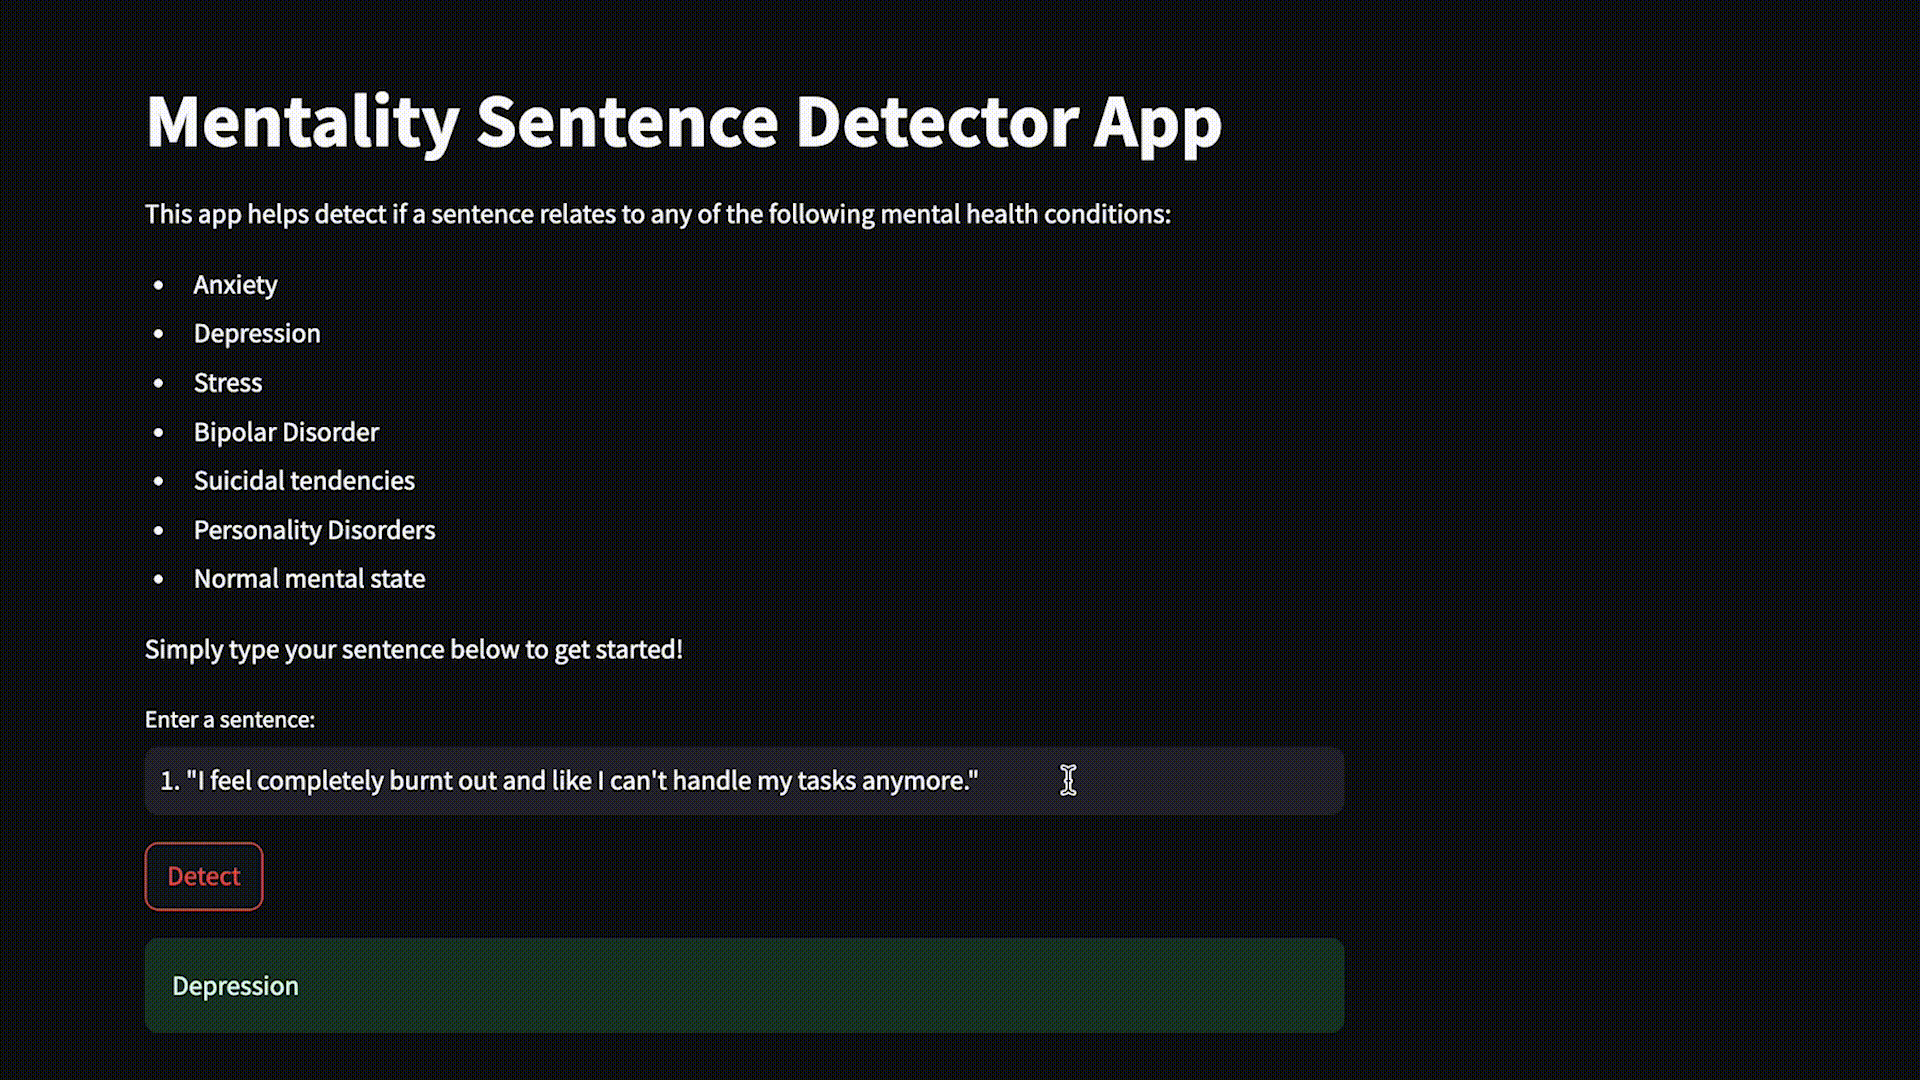 Mentality Sentence Detector App
This app helps detect if a sentence relates to any of the following mental health conditions:
• Anxiety
• Depression
• Stress
• Bipolar Disorder
• Suicidal tendencies
• Personality Disorders
• Normal mental state
Simply type your sentence below to get started!
Enter a sentence:
1. "I feel completely burnt out and like I can't handle my tasks anymore."
Detect
Depression